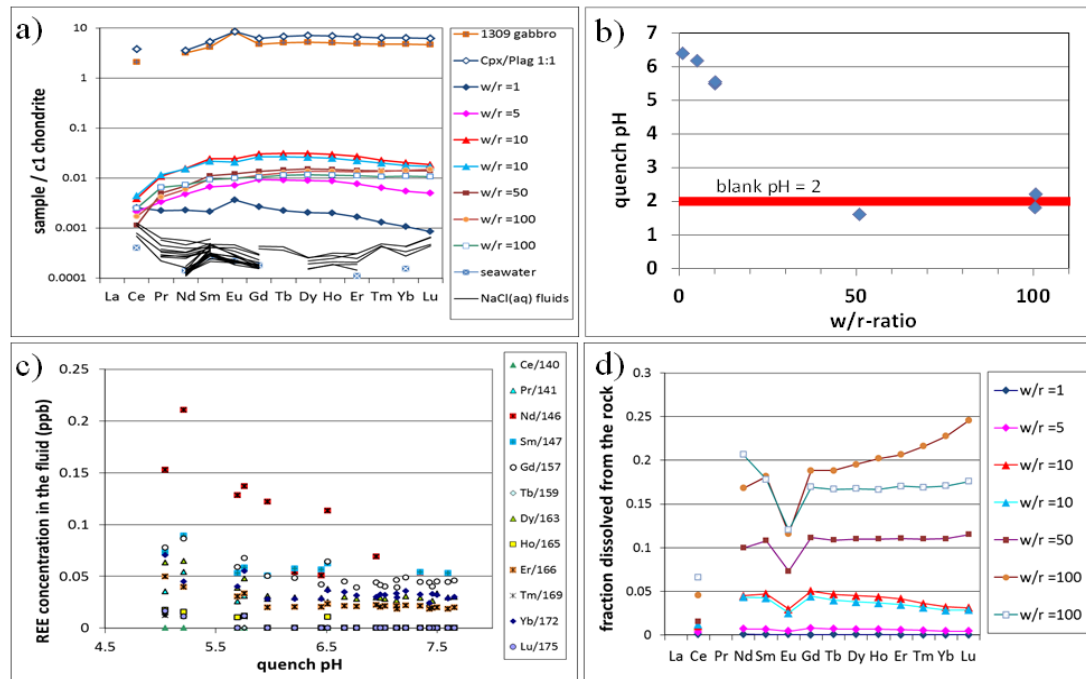 a)
sample / c1 chondrite
10
1
0.1
0.01
0.001
0.0001
La Ce Pr Nd Sm Eu Gd Tb Dy Ho Er Tm Yb Lu
1309 gabbro
Cpx/Plag 1:1
w/r =1
w/r =5
w/r =10
w/r =10
w/r =50
w/r =100
w/r =100
seawater
NaCl(aq) fluids
b)
quench pH
7
6
5
4
3
2
1
0
blank pH = 2
0 50 100
w/r-ratio
c)
REE concentration in the fluid (ppb)
0.25
0.2
0.15
0.1
0.05
0
4.5 5.5 6.5 7.5
quench pH
Ce/140
Pr/141
Nd/146
Sm/147
Gd/157
Tb/159
Dy/163
Ho/165
Er/166
Tm/169
Yb/172
Lu/175
d)
fraction dissolved from the rock
0.3
0.25
0.2
0.15
0.1
0.05
0
La Ce Pr Nd Sm Eu Gd Tb Dy Ho Er Tm Yb Lu
w/r =1
w/r =5
w/r =10
w/r =10
w/r =50
w/r =100
w/r =100